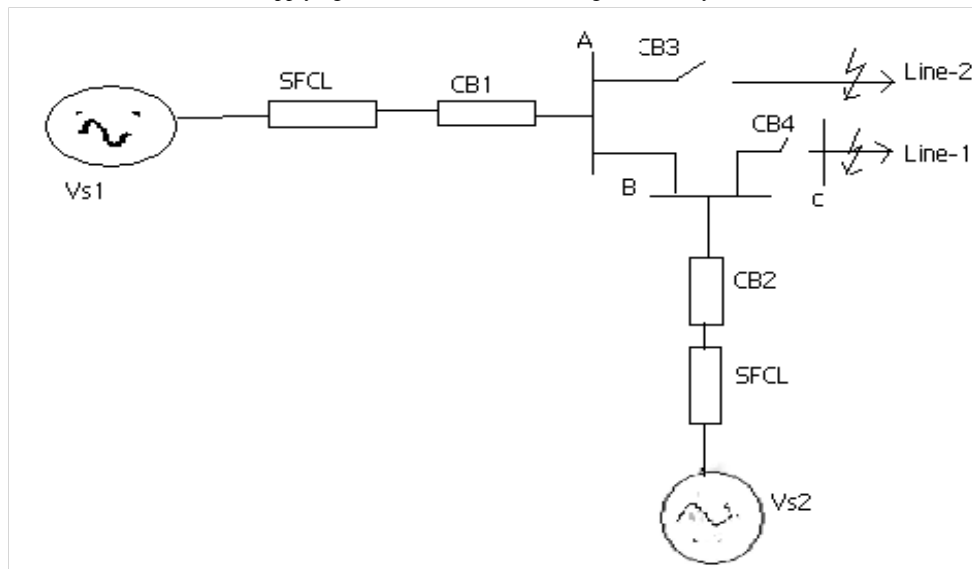 A
CB3
SFCL
CB1
Line-2
CB4
Line-1
Vs1
B
C
CB2
SFCL
Vs2